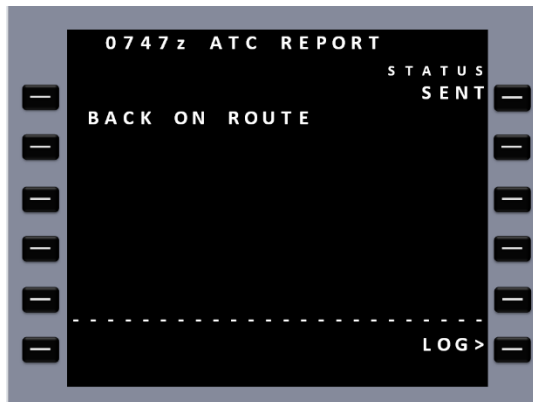 0747z ATC REPORT
STATUS
SENT
BACK ON ROUTE
- - - - - - - - - - - - - - - - - - - - - - - -
LOG>